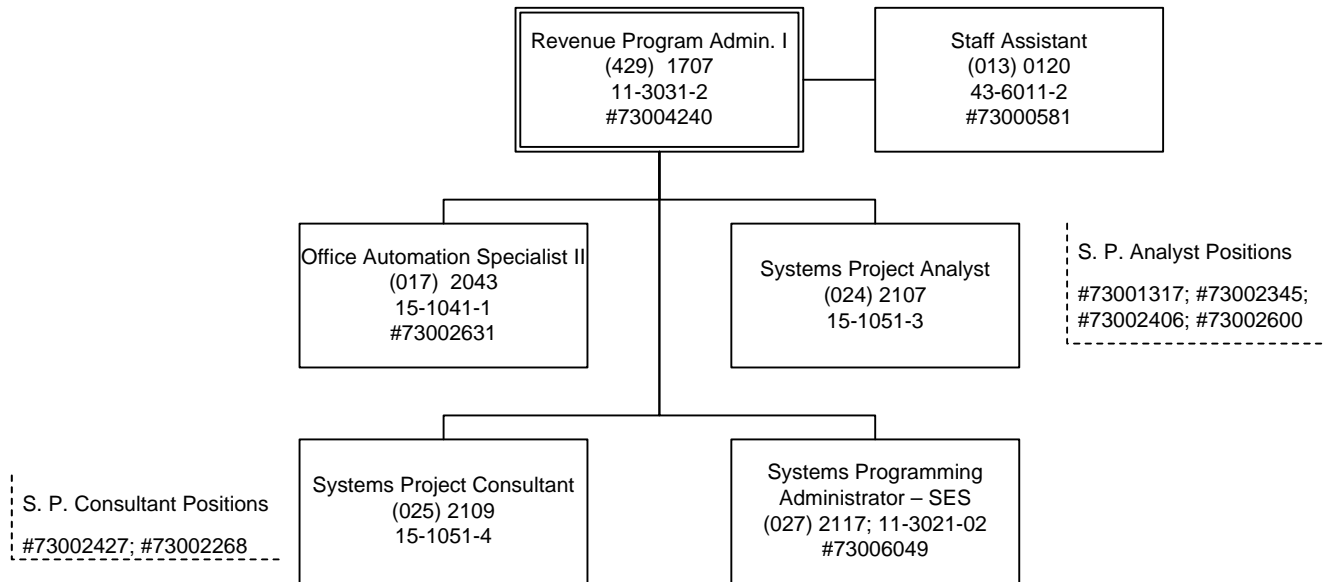 Revenue Program Admin. I
(429) 1707
11-3031-2
#73004240
Staff Assistant
(013) 0120
43-6011-2
#73000581
Office Automation Specialist II
(017) 2043
15-1041-1
#73002631
Systems Project Analyst
(024) 2107
15-1051-3
S. P. Analyst Positions
#73001317; #73002345;
#73002406; #73002600
S. P. Consultant Positions
#73002427; #73002268
Systems Project Consultant
(025) 2109
15-1051-4
Systems Programming
Administrator – SES
(027) 2117; 11-3021-02
#73006049